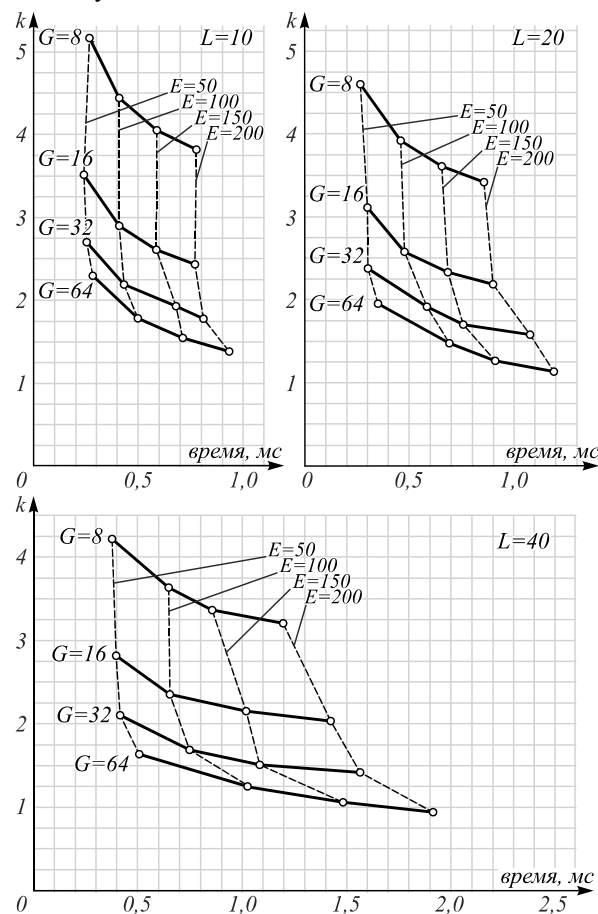 k
G=8
L=10
5
E=50
E=100
E=150
E=200
4
G=16
3
G=32
G=64
2
1
время, мс
0
0,5
1,0
k
L=20
5
G=8
E=50
E=100
E=150
E=200
4
G=16
3
G=32
G=64
2
1
время, мс
0
0,5
1,0
k
G=8
L=40
4
E=50
E=100
E=150
E=200
3
G=16
G=32
2
G=64
1
время, мс
0
0,5
1,0
1,5
2,0
2,5